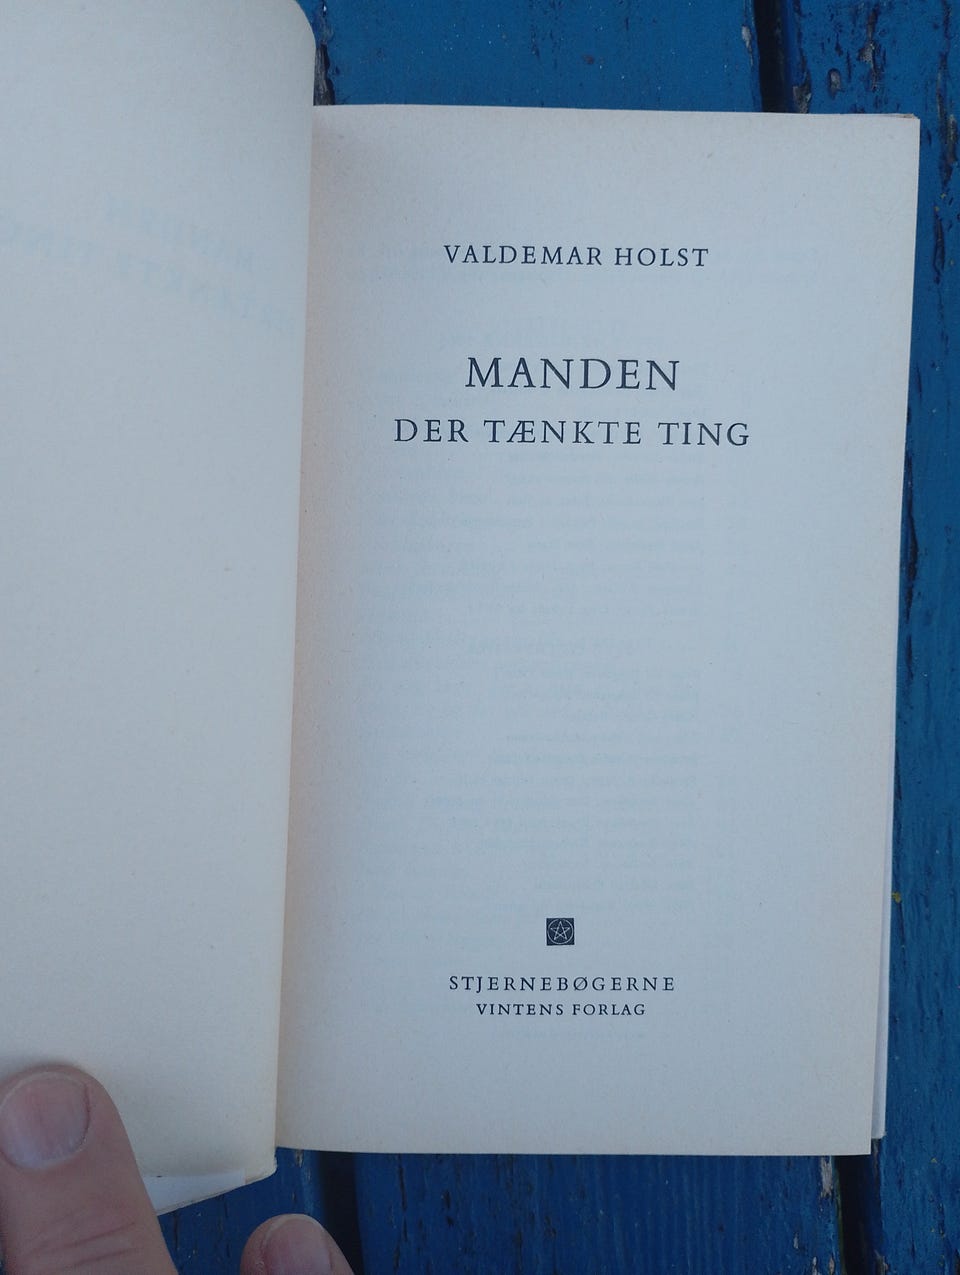 VALDEMAR HOLST
MANDEN
DER TÆNKTE TING
STJERNEBØGERNE
VINTENS FORLAG